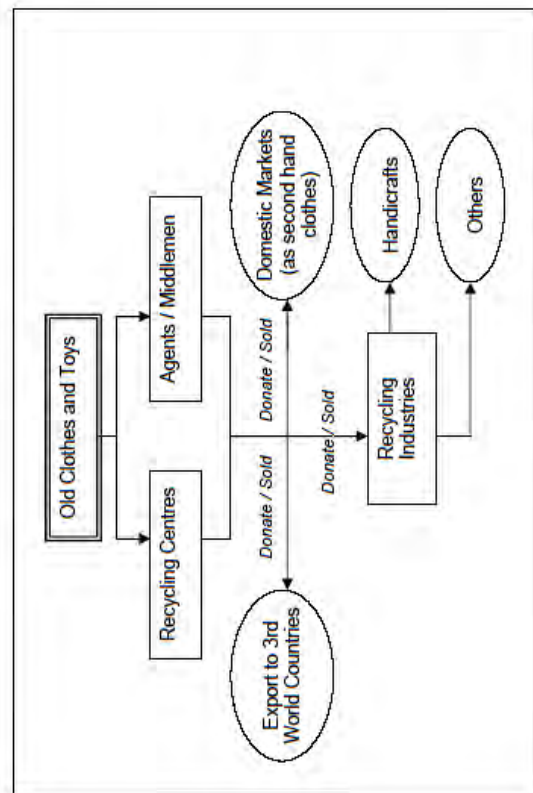 Old Clothes and Toys
Recycling Centres
Agents / Middlemen
Donate / Sold
Donate / Sold
Export to 3rd
World Countries
Domestic Markets
(as second hand
clothes)
Donate / Sold
Recycling
Industries
Handicrafts
Others